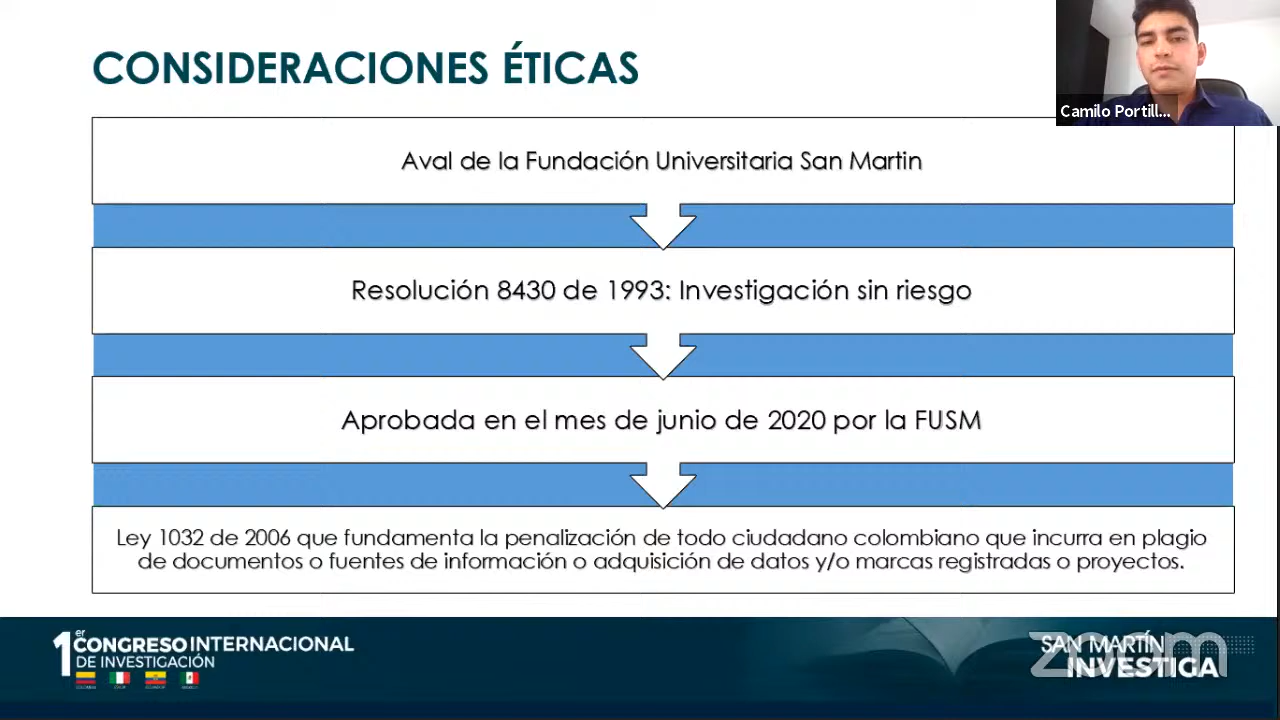 CONSIDERACIONES ÉTICAS
Camilo Portill...
Aval de la Fundación Universitaria San Martin
Resolución 8430 de 1993: Investigación sin riesgo
Aprobada en el mes de junio de 2020 por la FUSM
Ley 1032 de 2006 que fundamenta la penalización de todo ciudadano colombiano que incurra en plagio
de documentos o fuentes de información o adquisición de datos y/o marcas registradas o proyectos.
1er CONGRESO INTERNACIONAL
DE INVESTIGACIÓN
SAN MARTÍN
INVESTIGA
zoom